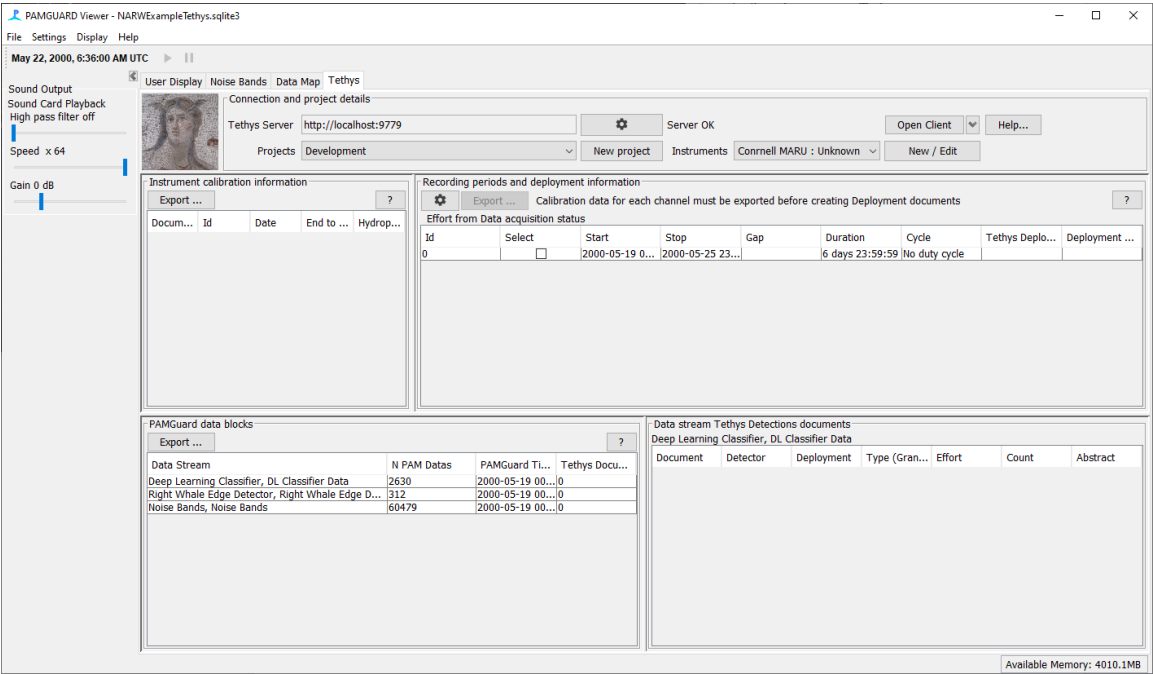 PAMGUARD Viewer - NARWExampleTethys.sqlite3
File Settings Display Help
May 22, 2000, 6:36:00 AM UTC
Sound Output
Sound Card Playback
High pass filter off
Speed x 64
Gain 0 dB
User Display Noise Bands Data Map Tethys
Connection and project details
Tethys Server http://localhost:9779 Server OK Open Client Help...
Projects Development New project Instruments Conrnell MARU : Unknown New / Edit
Instrument calibration information
Export ... ?
Docum... Id Date End to ... Hydrop...
Recording periods and deployment information
Export ... Calibration data for each channel must be exported before creating Deployment documents ?
Effort from Data acquisition status
Id Select Start Stop Gap Duration Cycle Tethys Deplo... Deployment ...
0 2000-05-19 0... 2000-05-25 23... 6 days 23:59:59 No duty cycle
PAMGuard data blocks
Export ... ?
Data Stream N PAM Datas PAMGuard Ti... Tethys Docu...
Deep Learning Classifier, DL Classifier Data 2630 2000-05-19 00... 0
Right Whale Edge Detector, Right Whale Edge D... 312 2000-05-19 00... 0
Noise Bands, Noise Bands 60479 2000-05-19 00... 0
Data stream Tethys Detections documents
Deep Learning Classifier, DL Classifier Data
Document Detector Deployment Type (Gran... Effort Count Abstract
Available Memory: 4010.1MB